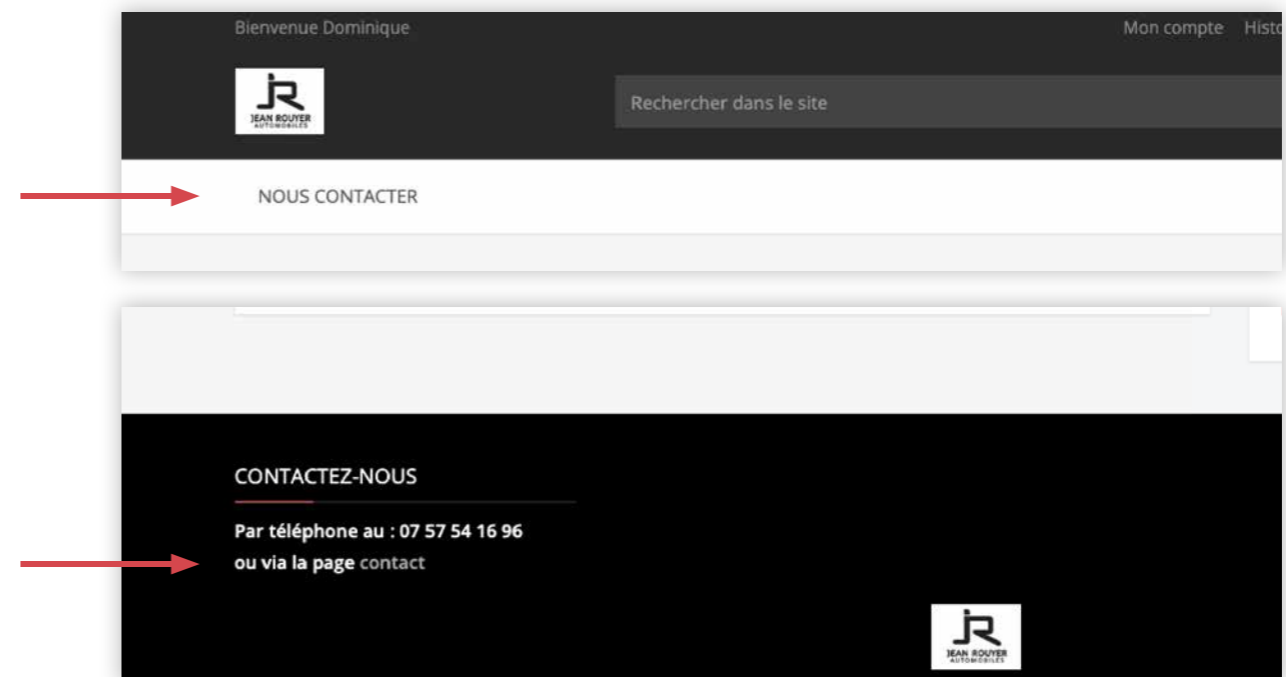 Bienvenue Dominique
Mon compte Histo
JR
JEAN ROUYER
AUTOMOBILES
Rechercher dans le site
NOUS CONTACTER
CONTACTEZ-NOUS
Par téléphone au : 07 57 54 16 96
ou via la page contact
JR
JEAN ROUYER
AUTOMOBILES